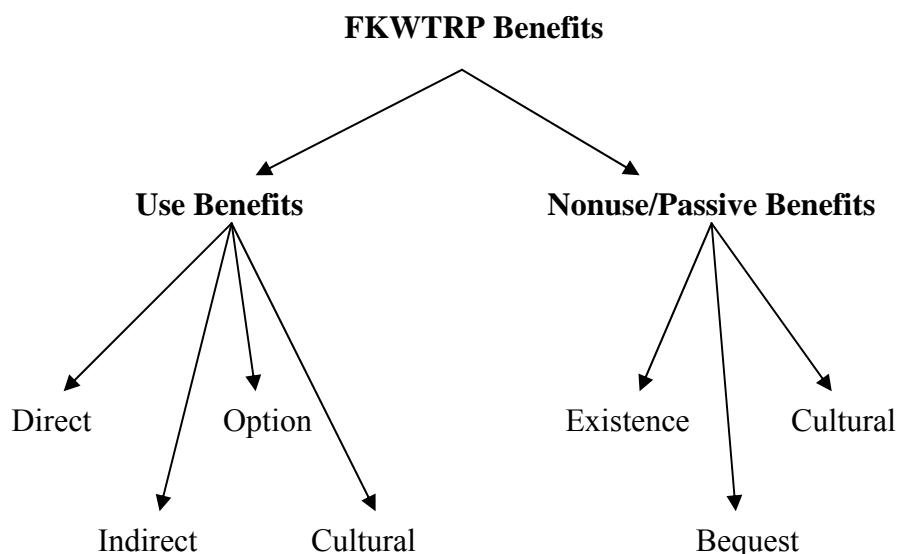 FKWTRP Benefits
Use Benefits Nonuse/Passive Benefits
Direct Option Existence Cultural
Indirect Cultural Bequest